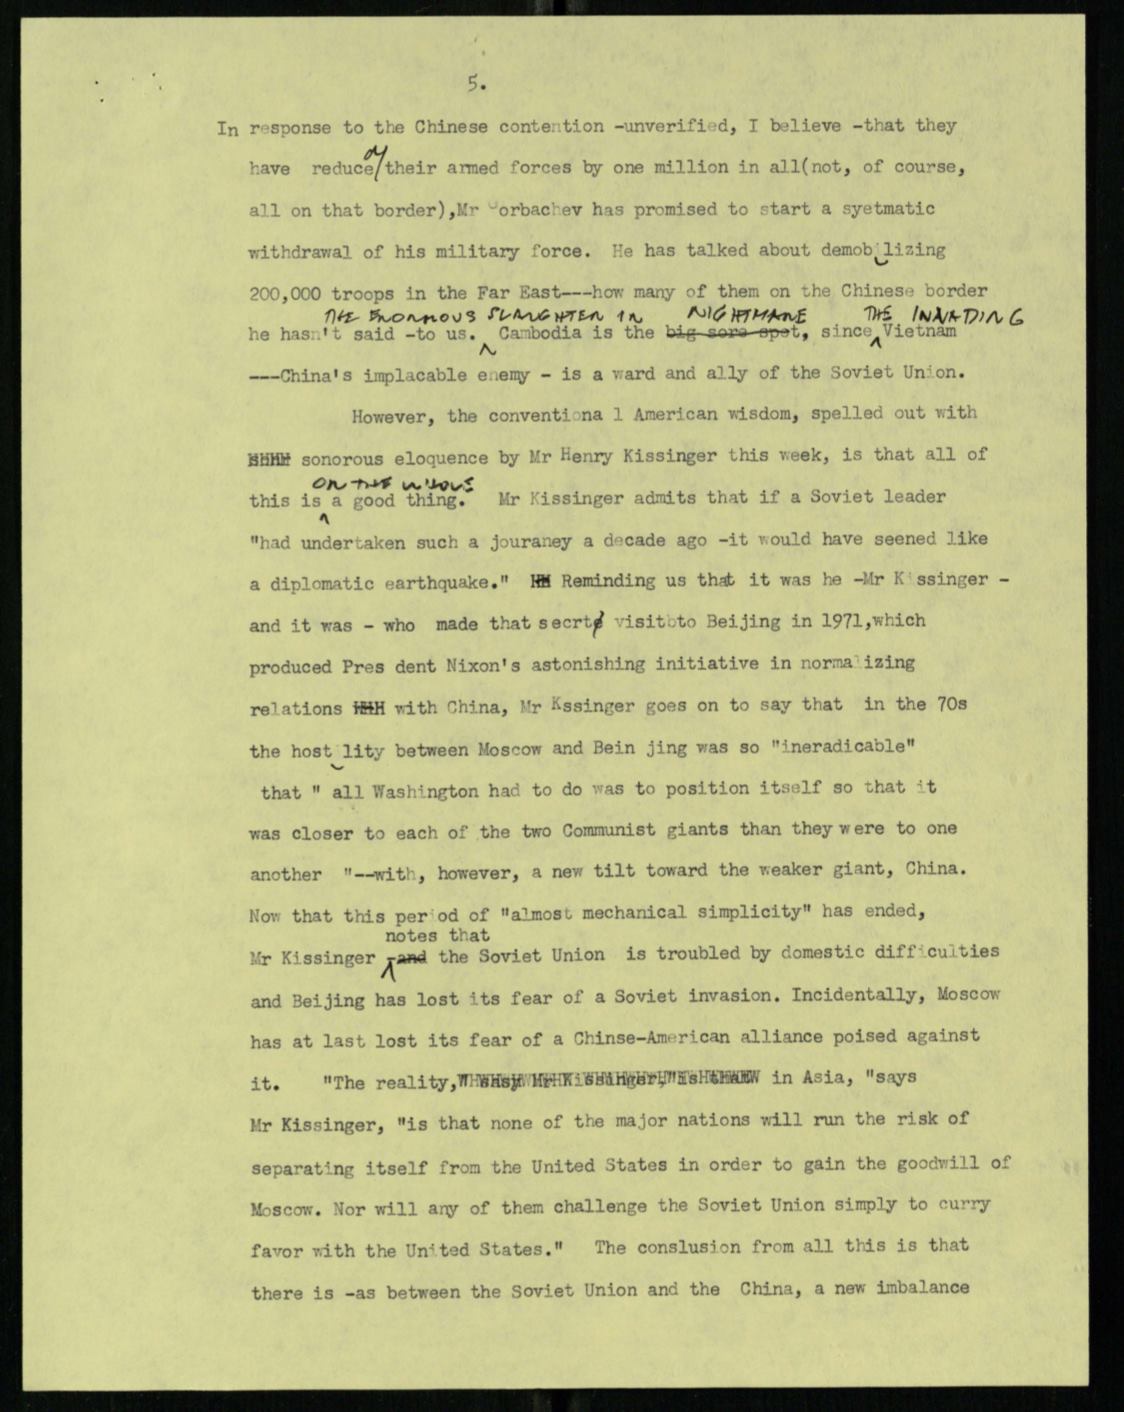 5.
In response to the Chinese contention -unverified, I believe -that they
have reduced their armed forces by one million in all(not, of course,
all on that border),Mr Gorbachev has promised to start a syetmatic
withdrawal of his military force. He has talked about demobilizing
200,000 troops in the Far East---how many of them on the Chinese border
THE ENORMOUS SLAUGHTER IN NIGHTMARE THE INVADING
he hasn't said -to us. Cambodia is the big sore spot, since Vietnam
---China's implacable enemy - is a ward and ally of the Soviet Union.
However, the conventiona l American wisdom, spelled out with
sonorous eloquence by Mr Henry Kissinger this week, is that all of
ON THE WHOLE
this is a good thing. Mr Kissinger admits that if a Soviet leader
"had undertaken such a jouraney a decade ago -it would have seened like
a diplomatic earthquake." Reminding us that it was he -Mr Kissinger -
and it was - who made that secrte visit to Beijing in 1971,which
produced Pres dent Nixon's astonishing initiative in normalizing
relations with China, Mr Kssinger goes on to say that in the 70s
the hostility between Moscow and Bein jing was so "ineradicable"
that " all Washington had to do was to position itself so that it
was closer to each of the two Communist giants than they were to one
another "--with, however, a new tilt toward the weaker giant, China.
Now that this period of "almost mechanical simplicity" has ended,
notes that
Mr Kissinger -and the Soviet Union is troubled by domestic difficulties
and Beijing has lost its fear of a Soviet invasion. Incidentally, Moscow
has at last lost its fear of a Chinse-American alliance poised against
it. "The reality, in Asia, "says
Mr Kissinger, "is that none of the major nations will run the risk of
separating itself from the United States in order to gain the goodwill of
Moscow. Nor will any of them challenge the Soviet Union simply to curry
favor with the United States." The conslusion from all this is that
there is -as between the Soviet Union and the China, a new imbalance